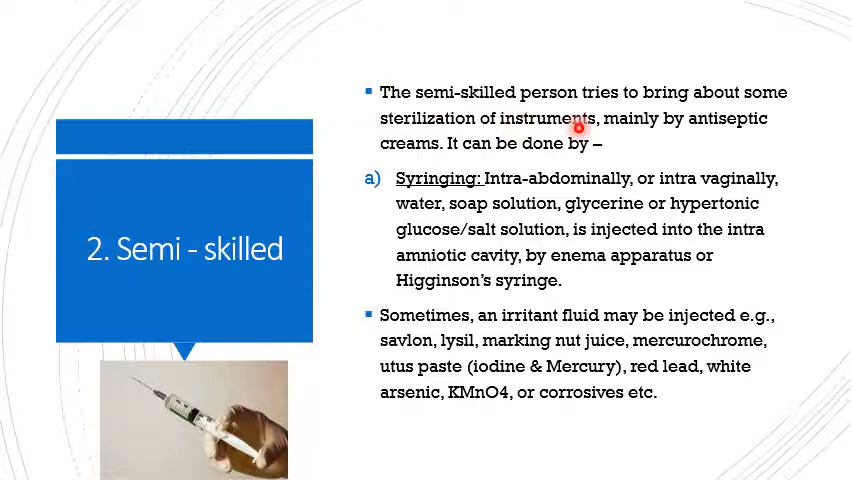 2. Semi - skilled
The semi-skilled person tries to bring about some
sterilization of instruments, mainly by antiseptic
creams. It can be done by –
a) Syringing: Intra-abdominally, or intra vaginally,
water, soap solution, glycerine or hypertonic
glucose/salt solution, is injected into the intra
amniotic cavity, by enema apparatus or
Higginson's syringe.
Sometimes, an irritant fluid may be injected e.g.,
savlon, lysil, marking nut juice, mercurochrome,
utus paste (iodine & Mercury), red lead, white
arsenic, KMnO4, or corrosives etc.